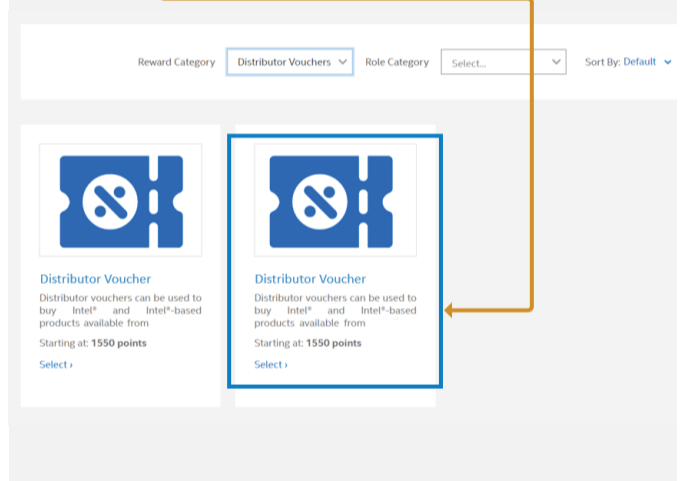 Reward Category Distributor Vouchers Role Category Select... Sort By: Default
Distributor Voucher
Distributor vouchers can be used to
buy Intel® and Intel®-based
products available from
Starting at: 1550 points
Select ›
Distributor Voucher
Distributor vouchers can be used to
buy Intel® and Intel®-based
products available from
Starting at: 1550 points
Select ›